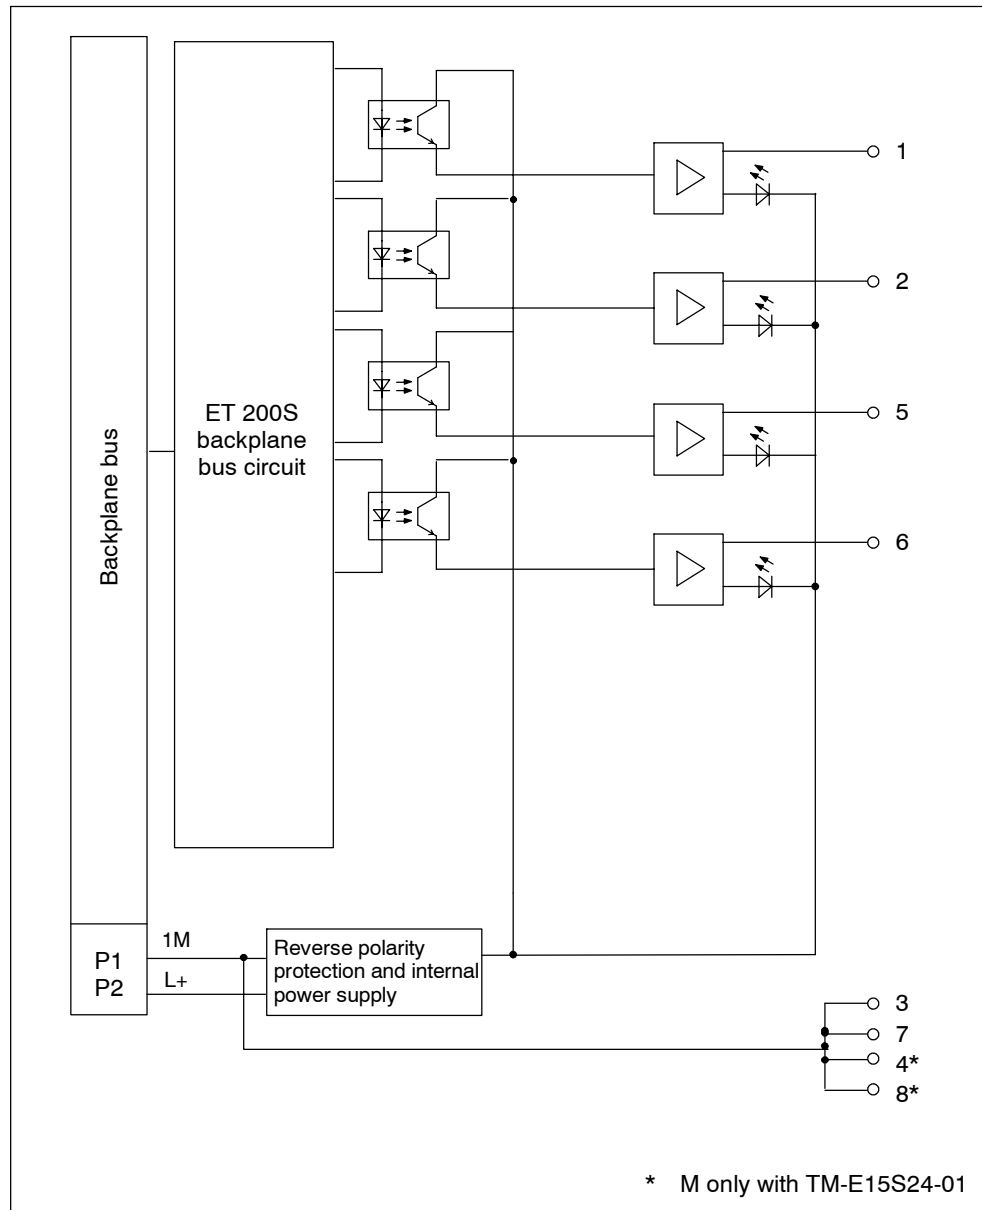 1
2
5
6
Backplane bus
ET 200S
backplane
bus circuit
1M
P1
P2
L+
Reverse polarity
protection and internal
power supply
3
7
4*
8*
* M only with TM-E15S24-01